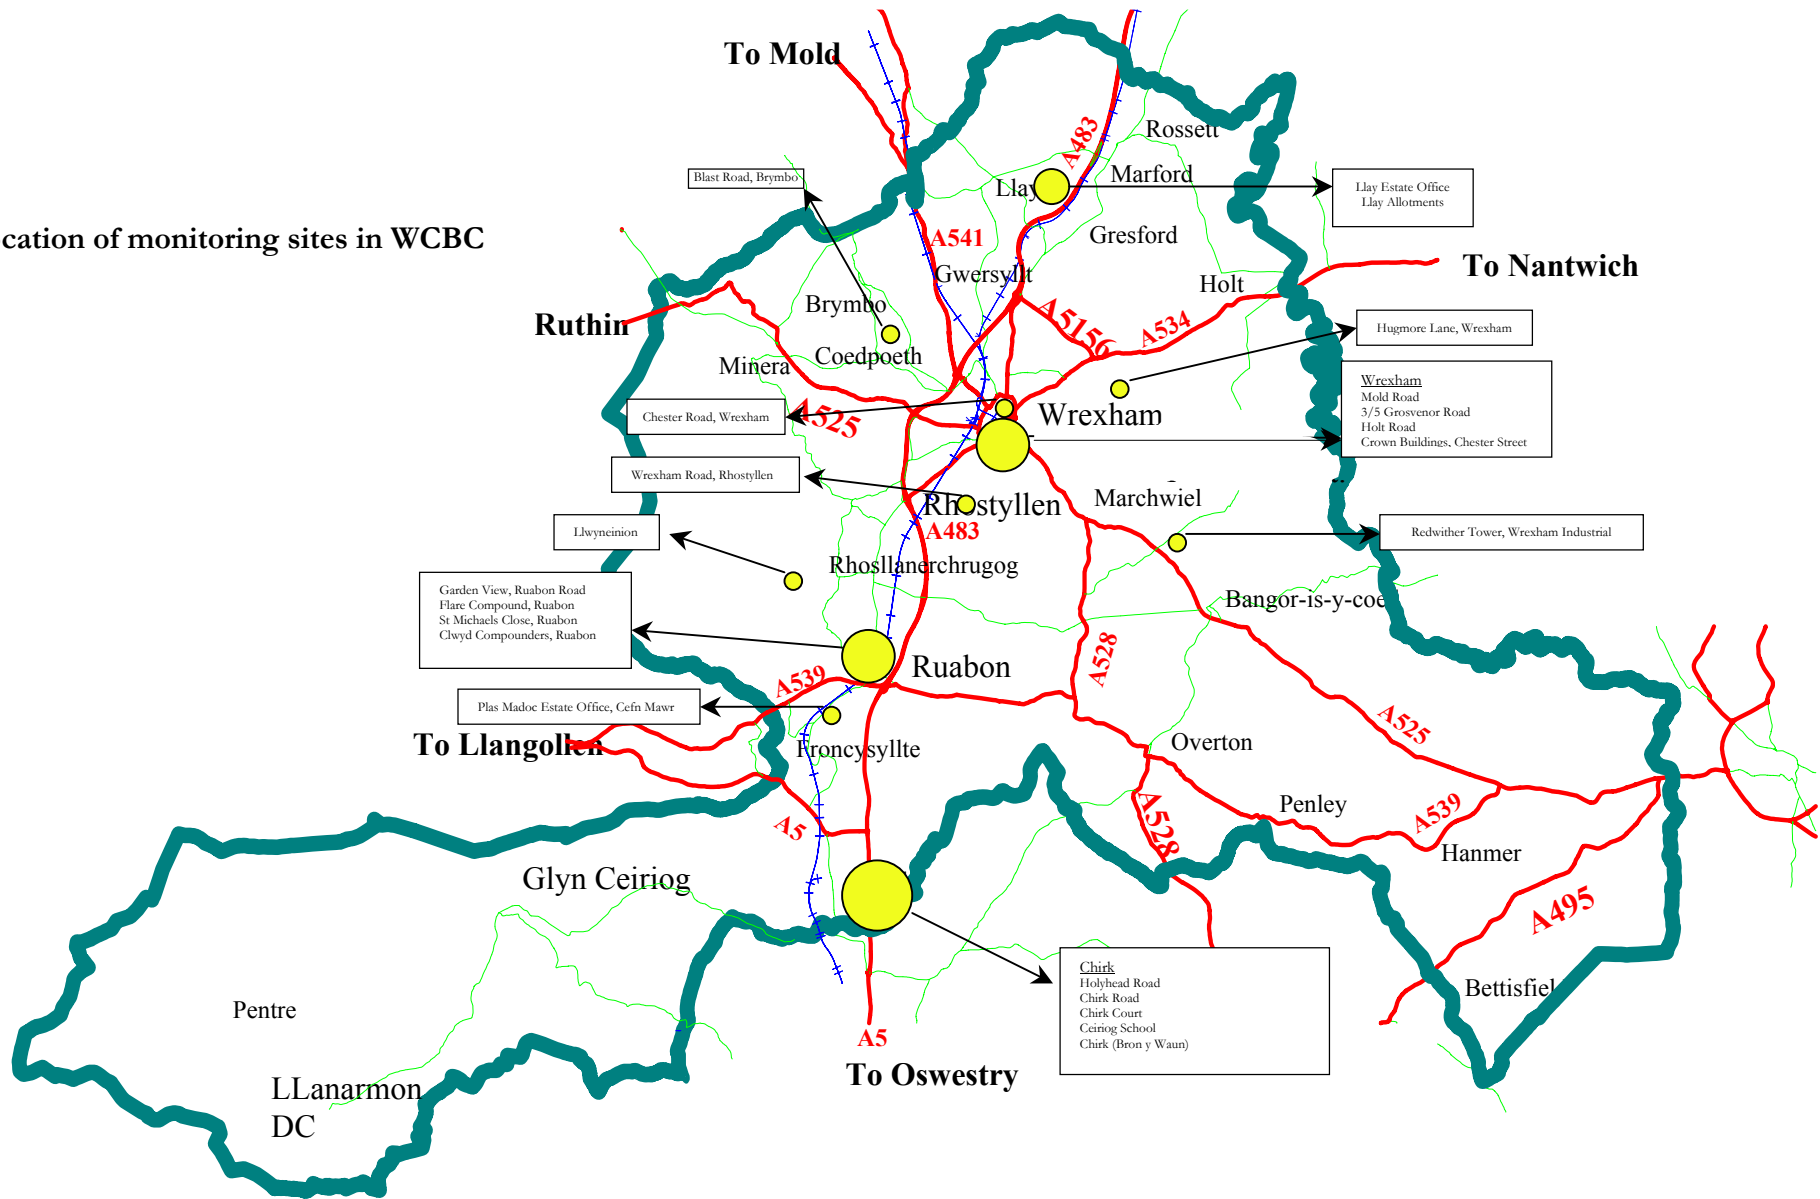 To Mold
Rossett
A483
Marford
Blast Road, Brymbo
Llay
Llay Estate Office
Llay Allotments
cation of monitoring sites in WCBC
A541
Gresford
Gwersyllt
To Nantwich
Holt
Brymbo
Ruthin
A5156
A534
Hugmore Lane, Wrexham
Coedpoeth
Minera
Wrexham
Mold Road
3/5 Grosvenor Road
Holt Road
Crown Buildings, Chester Street
Chester Road, Wrexham
A525
Wrexham
Wrexham Road, Rhostyllen
Rhostyllen
Marchwiel
A483
Llwyneinion
Redwither Tower, Wrexham Industrial
Rhosllanerchrugog
Garden View, Ruabon Road
Flare Compound, Ruabon
St Michaels Close, Ruabon
Clwyd Compounders, Ruabon
Bangor-is-y-coe
Ruabon
A528
A539
Plas Madoc Estate Office, Cefn Mawr
A525
To Llangollen
Froncysyllte
Overton
Penley
A539
A5
A528
Hanmer
Glyn Ceiriog
A495
Chirk
Holyhead Road
Chirk Road
Chirk Court
Ceiriog School
Chirk (Bron y Waun)
Bettisfiel
Pentre
A5
To Oswestry
LLanarmon
DC